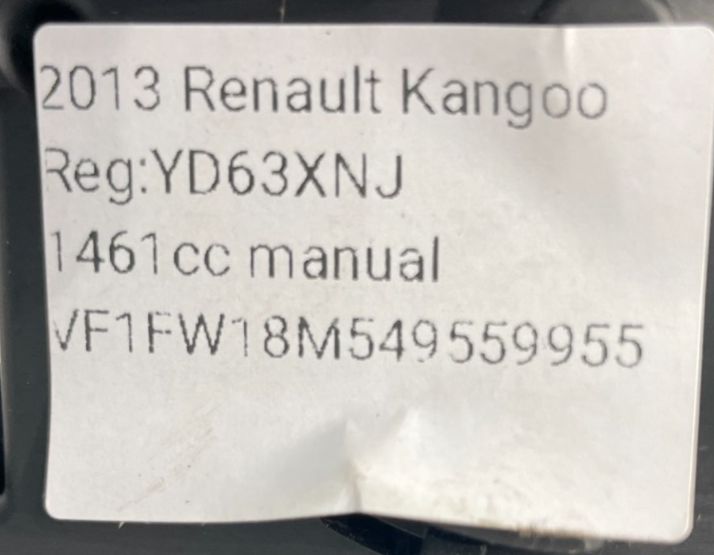 2013 Renault Kangoo
Reg:YD63XNJ
1461cc manual
VF1FW18M549559955